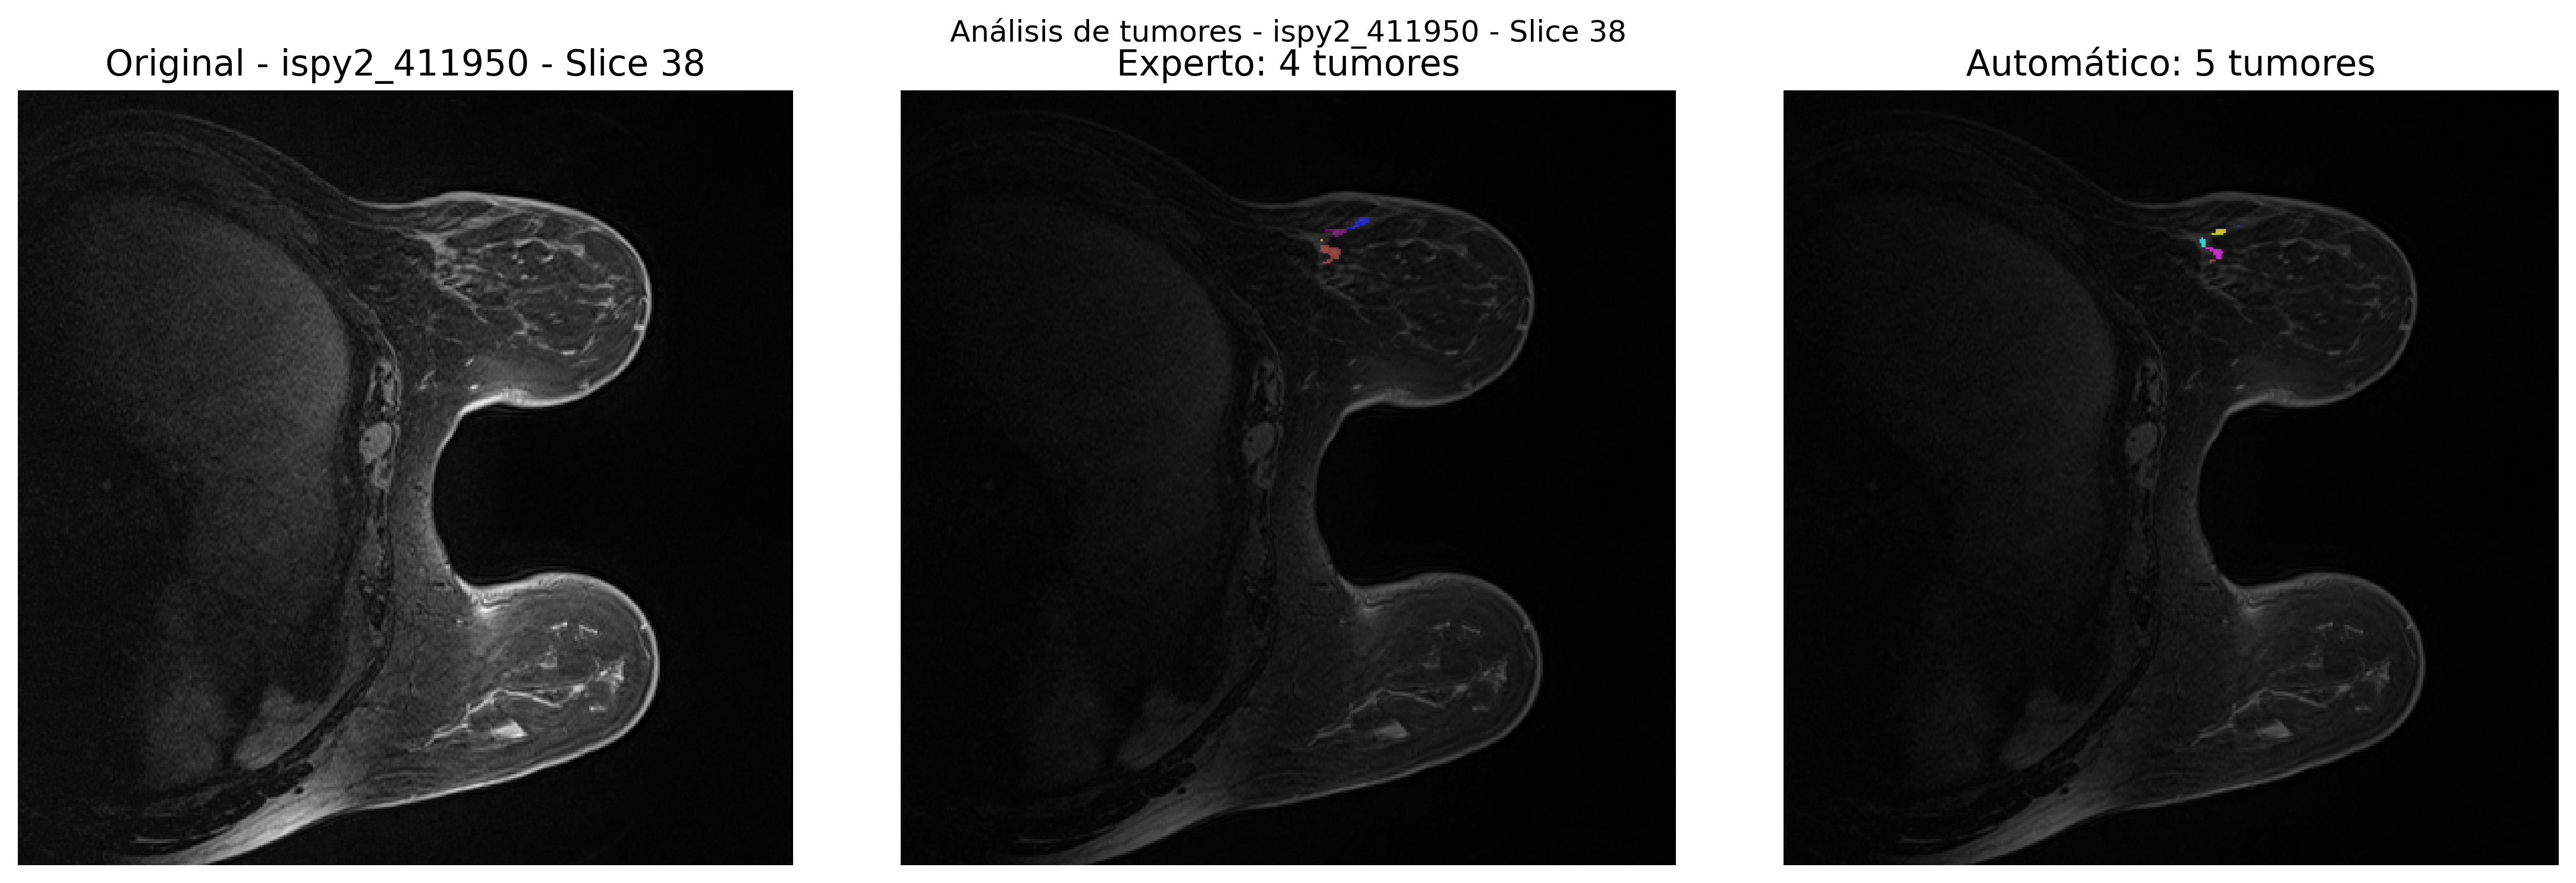 Análisis de tumores - ispy2_411950 - Slice 38
Original - ispy2_411950 - Slice 38
Experto: 4 tumores
Automático: 5 tumores